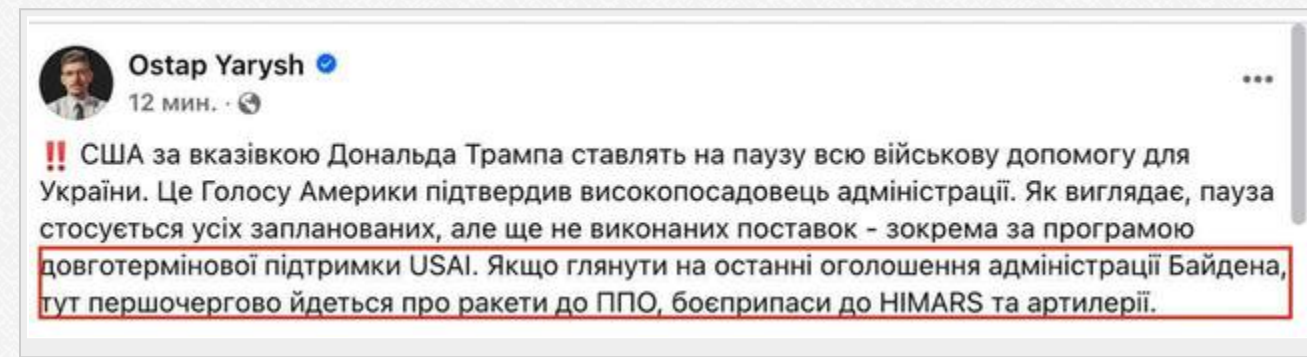 Ostap Yarysh
12 мин. ·
‼ США за вказівкою Дональда Трампа ставлять на паузу всю військову допомогу для
України. Це Голосу Америки підтвердив високопосадовець адміністрації. Як виглядає, пауза
стосується усіх запланованих, але ще не виконаних поставок - зокрема за програмою
довготермінової підтримки USAI. Якщо глянути на останні оголошення адміністрації Байдена,
тут першочергово йдеться про ракети до ППО, боєприпаси до HIMARS та артилерії.